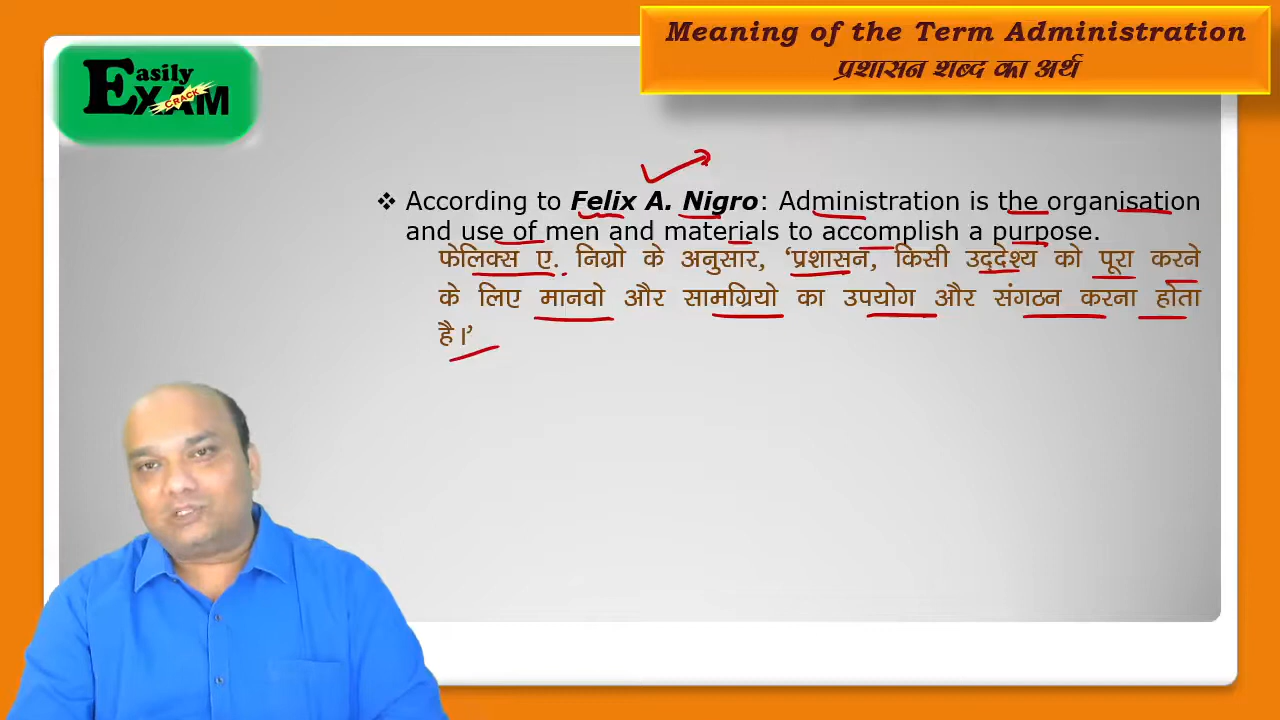 Meaning of the Term Administration
प्रशासन शब्द का अर्थ
Easily
EXAM
CRACK
❖ According to Felix A. Nigro: Administration is the organisation
and use of men and materials to accomplish a purpose.
फेलिक्स ए. निग्रो के अनुसार, ‘प्रशासन, किसी उद्देश्य को पूरा करने
के लिए मानवो और सामग्रियो का उपयोग और संगठन करना होता
है।’